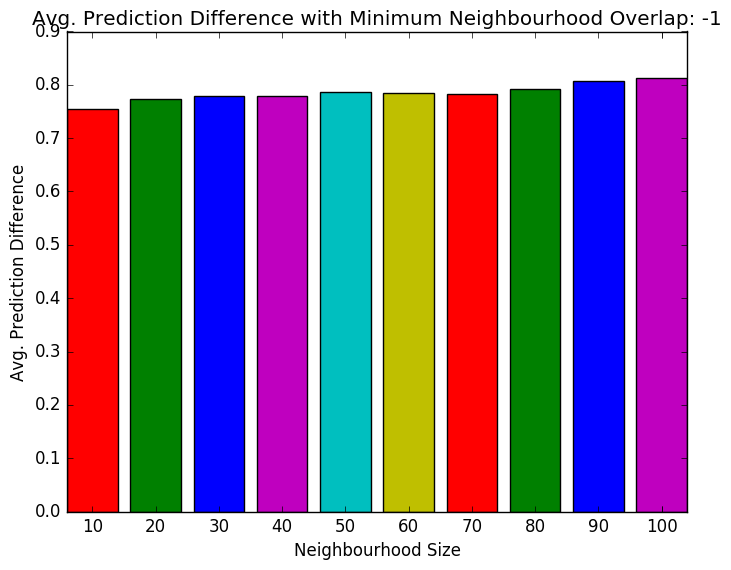 Avg. Prediction Difference with Minimum Neighbourhood Overlap: -1
0.9
0.8
0.7
0.6
0.5
0.4
0.3
0.2
0.1
0.0
Avg. Prediction Difference
10 20 30 40 50 60 70 80 90 100
Neighbourhood Size